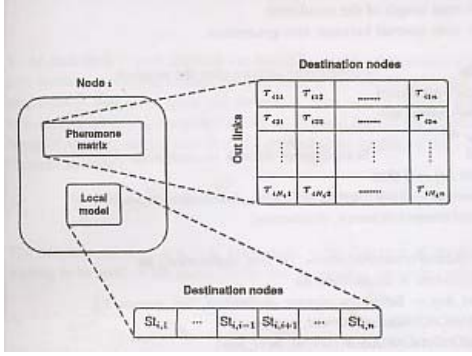 Destination nodes
Node i
Pheromone
matrix
Local
model
Out links
τi11 τi12 ........ τi1n
τi21 τi22 ........ τi2n
⋮ ⋮ ⋮ ⋮
τiNi1 τiNi2 ........ τiNin
Destination nodes
Sti,1 ... Sti,i−1 Sti,i+1 ... Sti,n